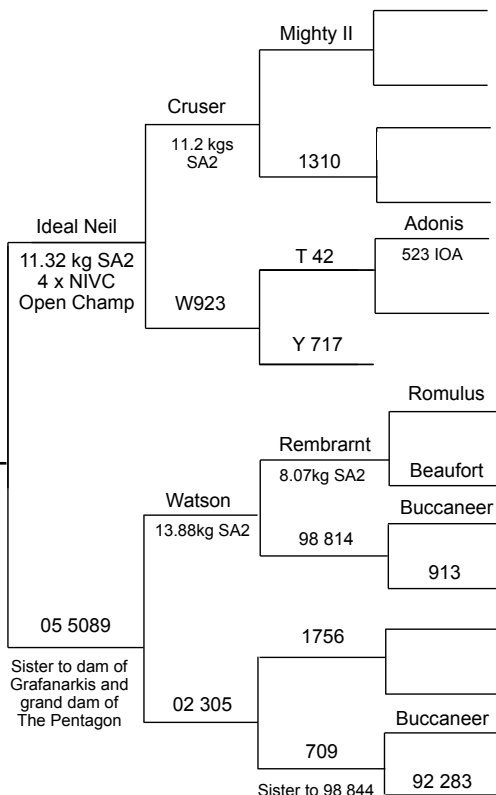 Mighty II
Cruser
11.2 kgs
SA2
1310
Ideal Neil
11.32 kg SA2
4 x NIVC
Open Champ
Adonis
T 42
523 IOA
W923
Y 717
Romulus
Rembrarnt
8.07kg SA2
Beaufort
Watson
13.88kg SA2
Buccaneer
98 814
913
05 5089
Sister to dam of
Grafanarkis and
grand dam of
The Pentagon
1756
02 305
Buccaneer
709
Sister to 98 844
92 283